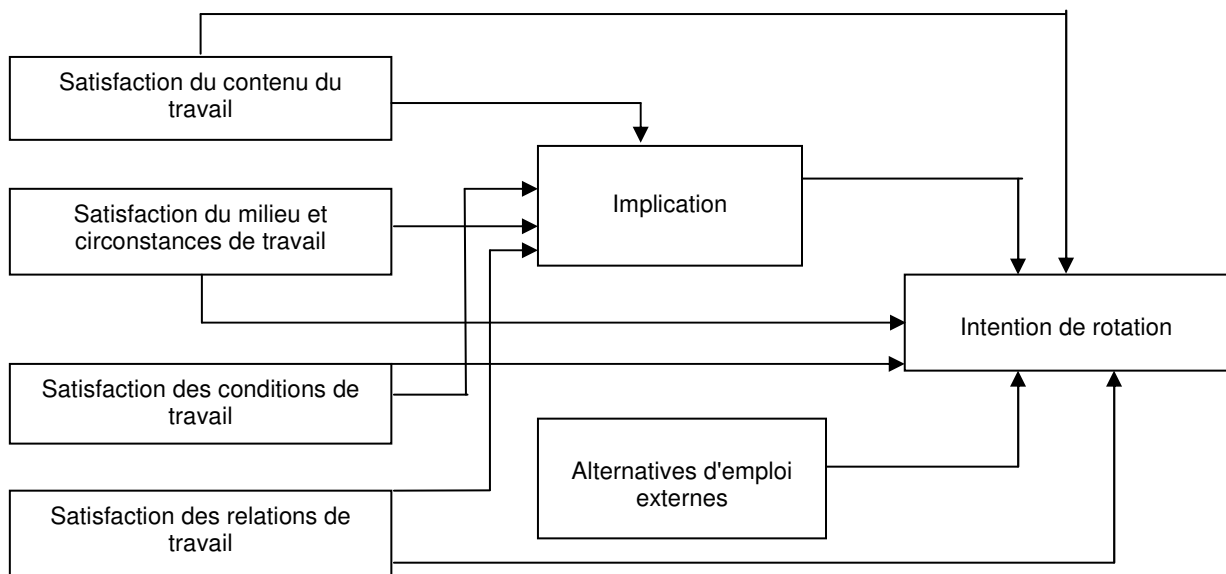 Satisfaction du contenu du
travail
Satisfaction du milieu et
circonstances de travail
Implication
Intention de rotation
Satisfaction des conditions de
travail
Alternatives d'emploi
externes
Satisfaction des relations de
travail